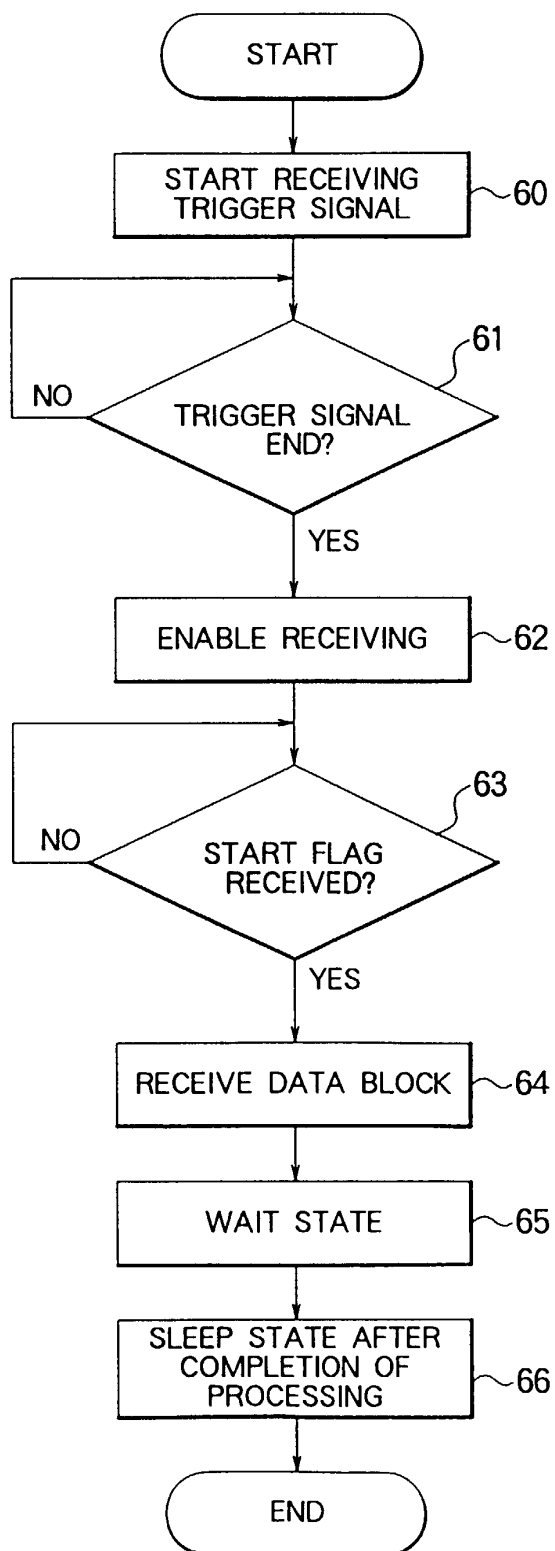 START
START RECEIVING
TRIGGER SIGNAL
60
61
NO
TRIGGER SIGNAL
END?
YES
ENABLE RECEIVING
62
63
NO
START FLAG
RECEIVED?
YES
RECEIVE DATA BLOCK
64
WAIT STATE
65
SLEEP STATE AFTER
COMPLETION OF
PROCESSING
66
END